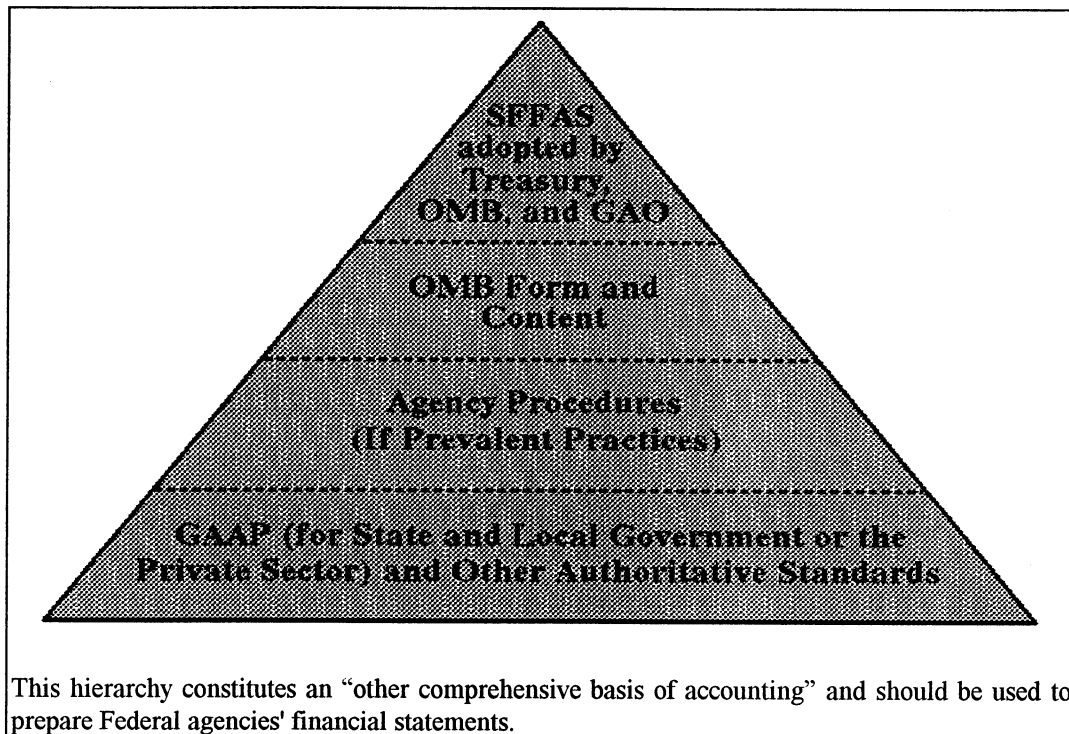 SFFAS
adopted by
Treasury,
OMB, and GAO
OMB Form and
Content
Agency Procedures
(If Prevalent Practices)
GAAP (for State and Local Government or the
Private Sector) and Other Authoritative Standards
This hierarchy constitutes an “other comprehensive basis of accounting” and should be used to
prepare Federal agencies' financial statements.